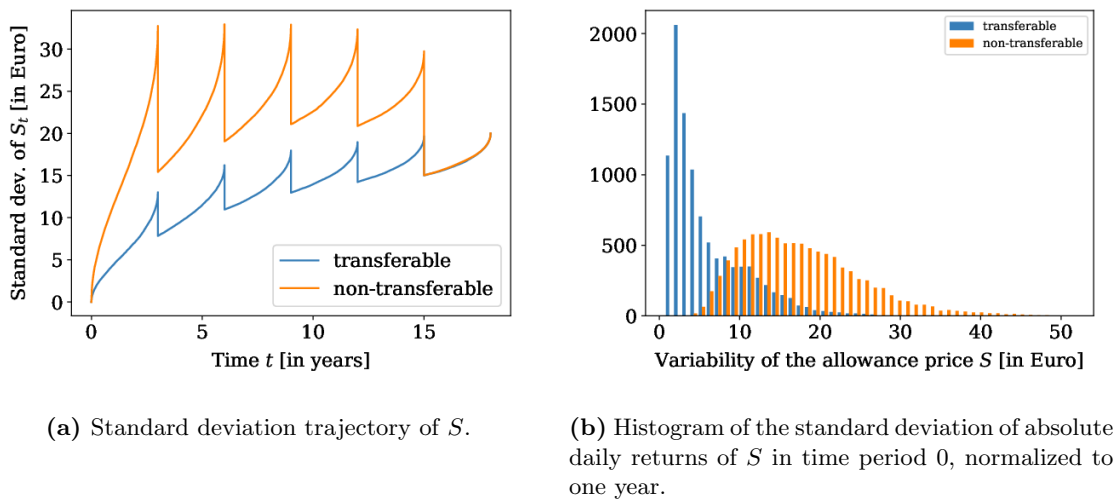 Standard dev. of S_t [in Euro]
30
25
20
15
10
5
0
transferable
non-transferable
0
5
10
15
Time t [in years]
(a) Standard deviation trajectory of S.
2000
1500
1000
500
0
transferable
non-transferable
0
10
20
30
40
50
Variability of the allowance price S [in Euro]
(b) Histogram of the standard deviation of absolute
daily returns of S in time period 0, normalized to
one year.